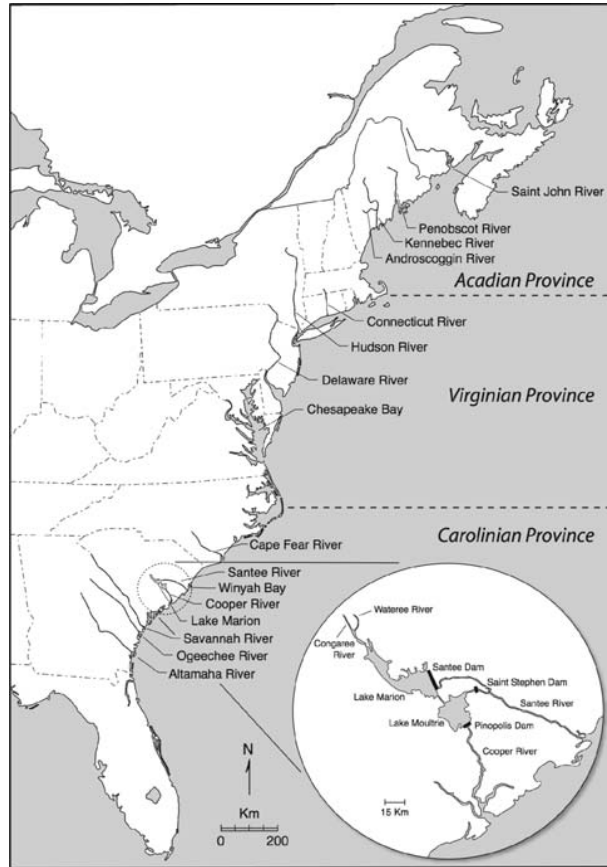 Saint John River
Penobscot River
Kennebec River
Androscoggin River
Acadian Province
Connecticut River
Hudson River
Delaware River
Virginian Province
Chesapeake Bay
Carolinian Province
Cape Fear River
Santee River
Winyah Bay
Cooper River
Lake Marion
Savannah River
Ogeechee River
Altamaha River
Wateree River
Congaree
River
Santee Dam
Saint Stephen Dam
Lake Marion
Santee River
Lake Moultrie
Pinopolis Dam
Cooper River
15 Km
N
Km
0
200